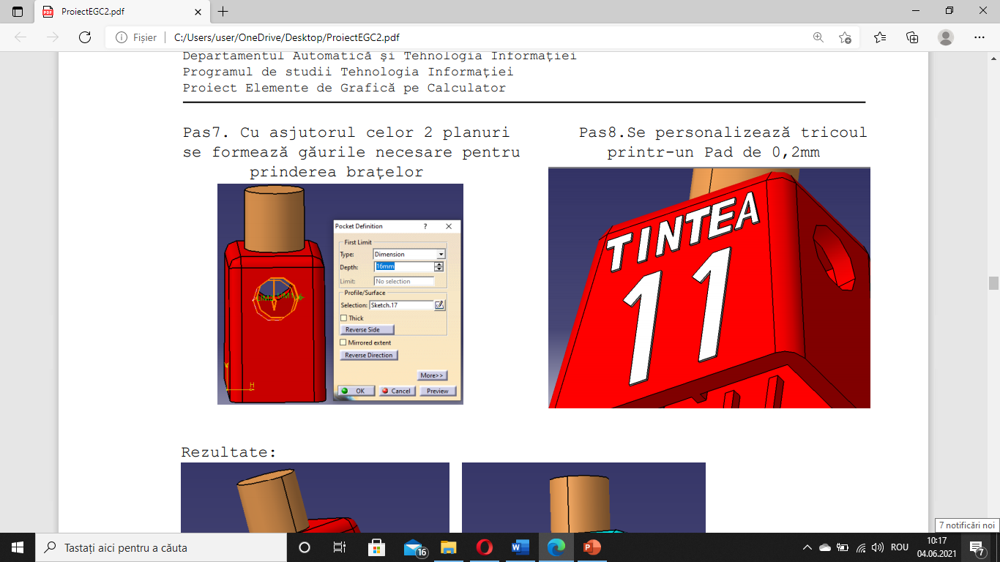 ProiectEGC2.pdf
Fișier
C:/Users/user/OneDrive/Desktop/ProiectEGC2.pdf
Departamentul Automatică şi Tehnologia Informației
Programul de studii Tehnologia Informației
Proiect Elemente de Grafică pe Calculator
Pas7. Cu asjutorul celor 2 planuri
se formează găurile necesare pentru
prinderea brațelor
Pas8.Se personalizează tricoul
printr-un Pad de 0,2mm
LIM2
LIM1
H
Pocket Definition
First Limit
Type: Dimension
Depth: 16mm
Limit: No selection
Profile/Surface
Selection: Sketch.17
Thick
Reverse Side
Mirrored extent
Reverse Direction
More>>
OK Cancel Preview
TINTEA
11
Rezultate:
7 notificări noi
Tastați aici pentru a căuta
16
ROU
10:17
04.06.2021
7